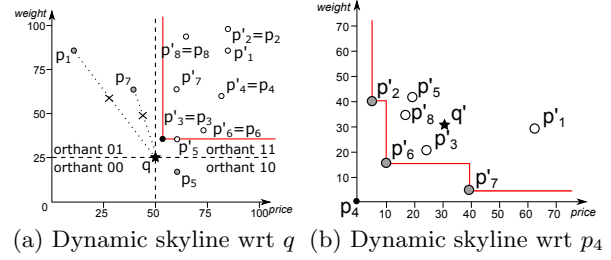 weight
100
75
50
25
0
25
50
75
100
price
p1
p7
p'8=p8
p'2=p2
p'1
p'7
p'4=p4
p'3=p3
p'6=p6
p'5
orthant 01
orthant 11
orthant 00
q
orthant 10
p5
(a) Dynamic skyline wrt q
weight
70
60
50
40
30
20
10
p4
0
10
20
30
40
50
60
70
price
p'2
p'5
p'8
q'
p'1
p'3
p'6
p'7
(b) Dynamic skyline wrt p4